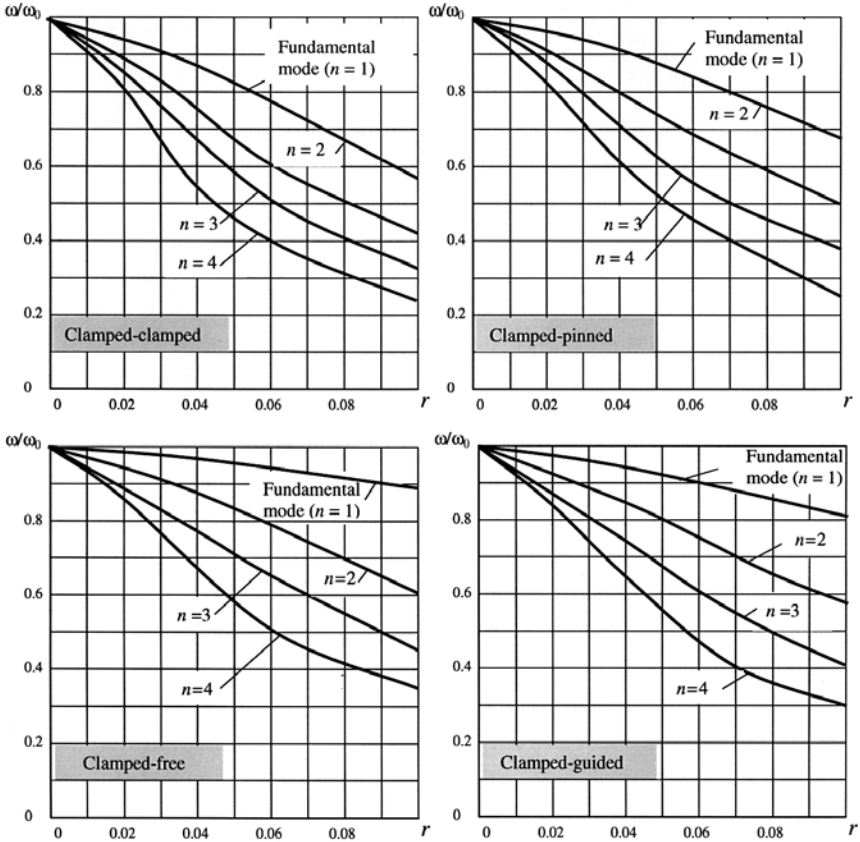 ω/ω₀
Fundamental
mode (n = 1)
0.8
n = 2
0.6
n = 3
0.4
n = 4
0.2
Clamped-clamped
0
0 0.02 0.04 0.06 0.08 r
ω/ω₀
Fundamental
mode (n = 1)
0.8
n = 2
0.6
n = 3
0.4
n = 4
0.2
Clamped-pinned
0
0 0.02 0.04 0.06 0.08 r
ω/ω₀
Fundamental
mode (n = 1)
0.8
n=2
0.6
n=3
0.4
n=4
0.2
Clamped-free
0
0 0.02 0.04 0.06 0.08 r
ω/ω₀
Fundamental
mode (n = 1)
0.8
n=2
0.6
n=3
0.4
n=4
0.2
Clamped-guided
0
0 0.02 0.04 0.06 0.08 r